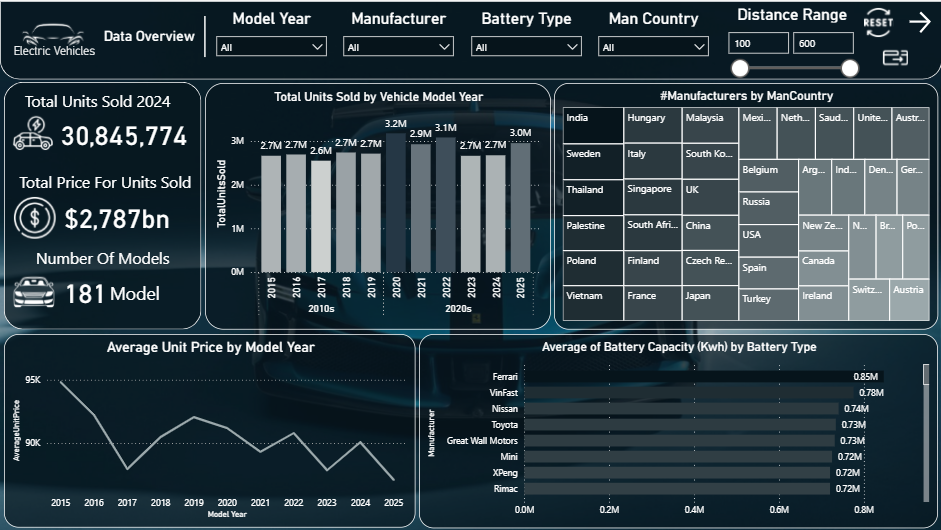 Electric Vehicles
Data Overview
Model Year
All
Manufacturer
All
Battery Type
All
Man Country
All
Distance Range
100
600
RESET
Total Units Sold 2024
30,845,774
Total Price For Units Sold
$2,787bn
Number Of Models
181 Model
Total Units Sold by Vehicle Model Year
TotalUnitsSold
3M
2M
1M
0M
2.7M 2.7M 2.6M 2.7M 2.7M 3.2M 2.9M 3.1M 2.7M 2.7M 3.0M
2015 2016 2017 2018 2019 2020 2021 2022 2023 2024 2025
2010s 2020s
#Manufacturers by ManCountry
India
Sweden
Thailand
Palestine
Poland
Vietnam
Hungary
Italy
Singapore
South Afri...
Finland
France
Malaysia
South Ko...
UK
China
Czech Re...
Japan
Mexi...
Neth...
Saud...
Unite...
Austr...
Belgium
Russia
USA
Spain
Turkey
Arg...
Ind...
Den...
Ger...
New Ze...
Canada
Ireland
N...
Br...
Po...
Switz...
Austria
Average Unit Price by Model Year
AverageUnitPrice
95K
90K
2015 2016 2017 2018 2019 2020 2021 2022 2023 2024 2025
Model Year
Average of Battery Capacity (Kwh) by Battery Type
Manufacturer
Ferrari 0.85M
VinFast 0.78M
Nissan 0.74M
Toyota 0.73M
Great Wall Motors 0.73M
Mini 0.72M
XPeng 0.72M
Rimac 0.72M
0.0M 0.2M 0.4M 0.6M 0.8M